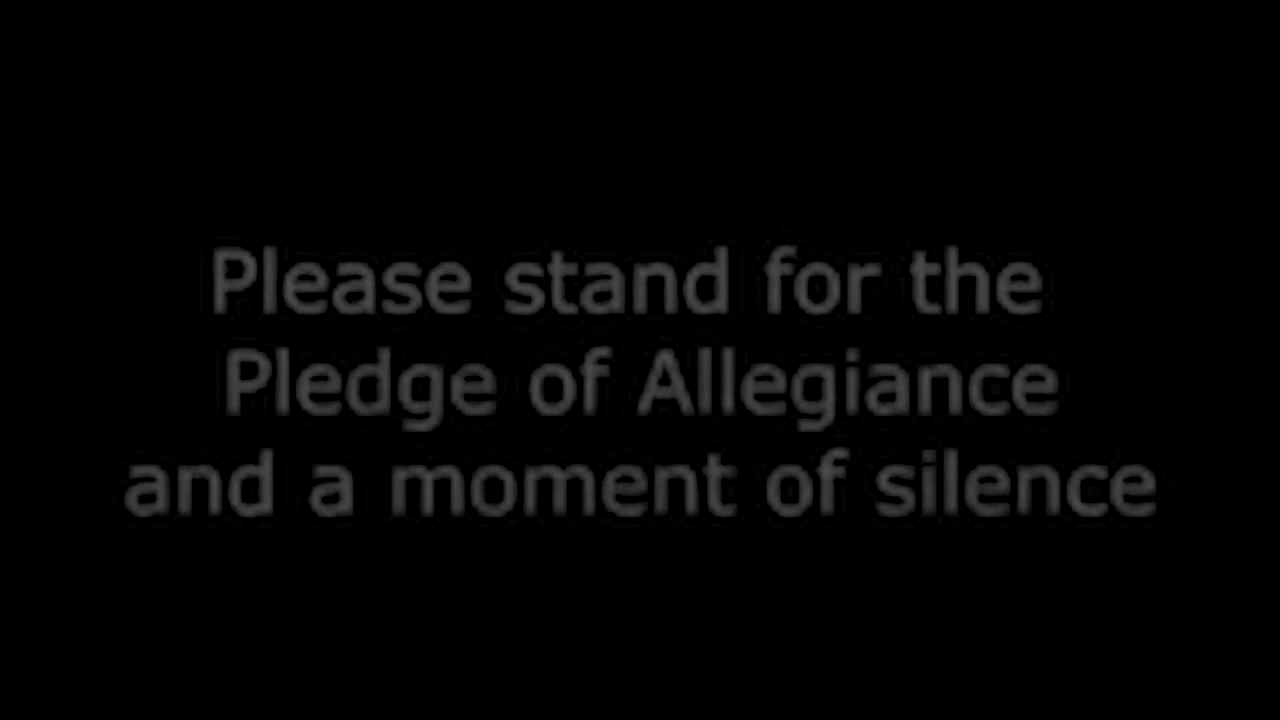 Please stand for the
Pledge of Allegiance
and a moment of silence